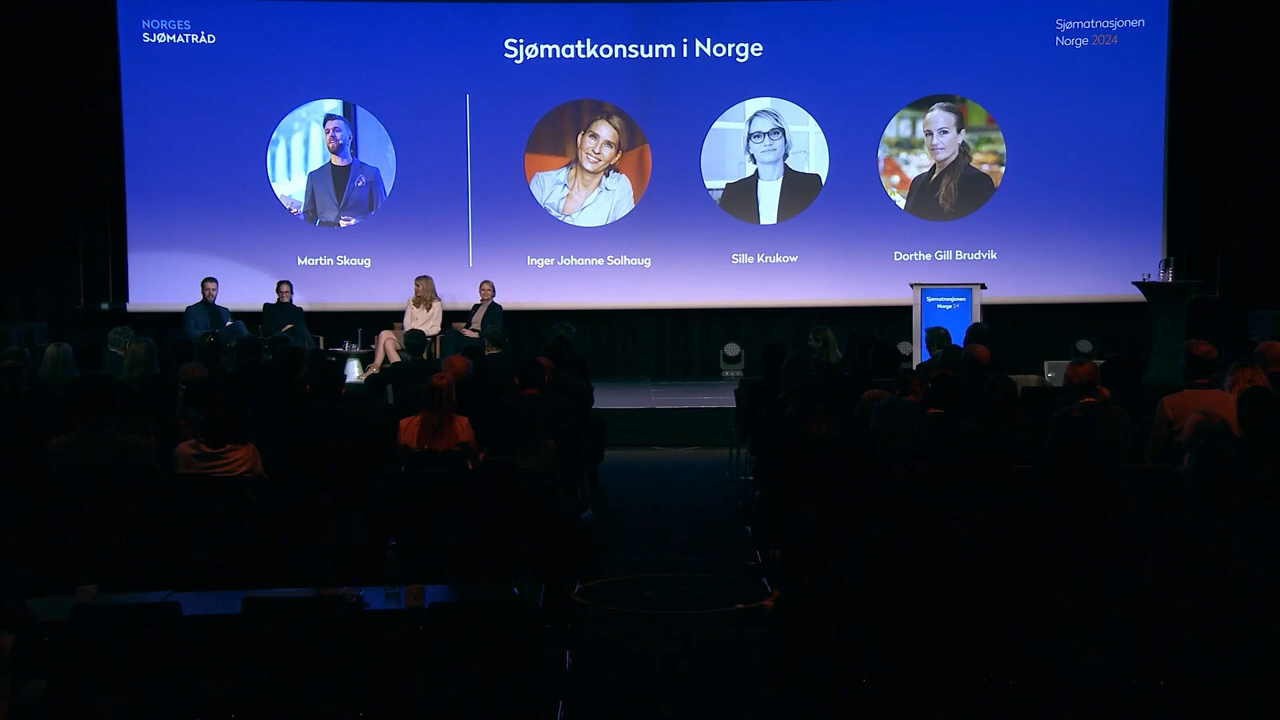 NORGES
SJØMATRÅD
Sjømatkonsum i Norge
Sjømatnasjonen
Norge 2024
Martin Skaug
Inger Johanne Solhaug
Sille Krukow
Dorthe Gill Brudvik
Sjømatnasjonen
Norge 24